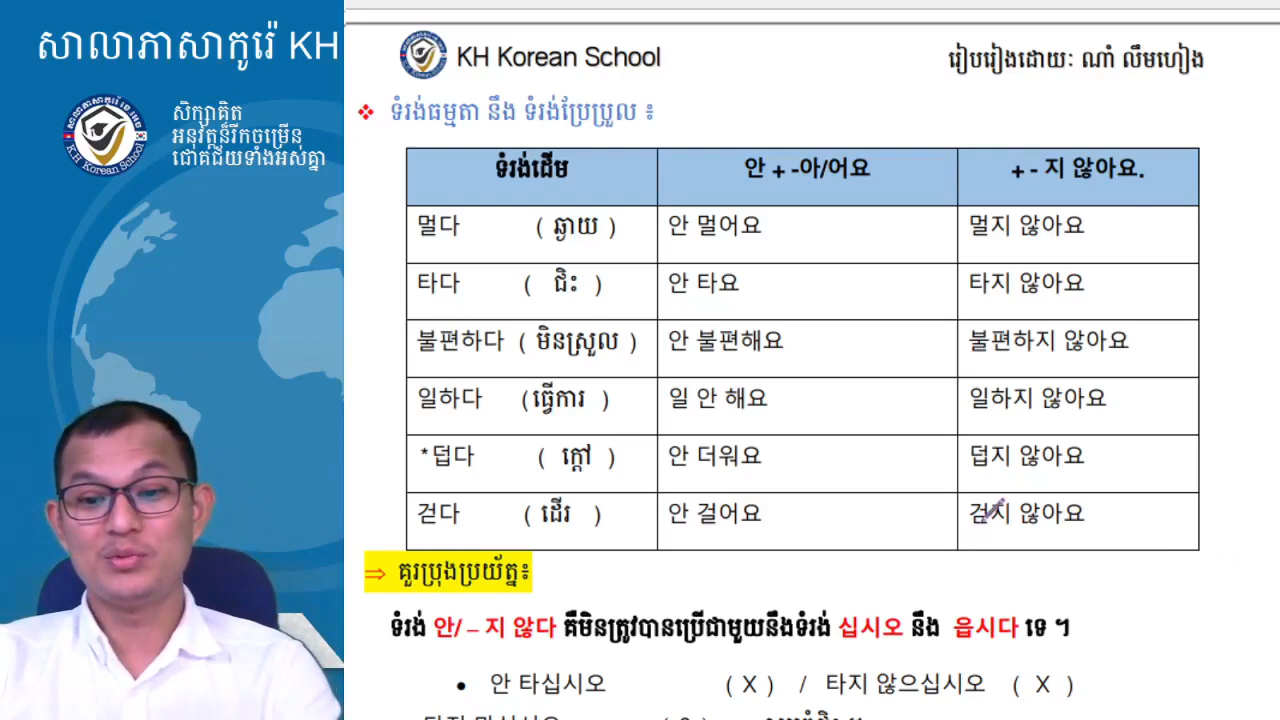 សាលាភាសាកូរ៉េ KH
សិក្សាគិត
អនុវត្តន៍រីកចម្រើន
ជោគជ័យទាំងអស់គ្នា
KH Korean School
រៀបរៀងដោយៈ ណាំ លឹមហៀង
❖ ទំរង់ធម្មតា នឹង ទំរង់ប្រែប្រួល ៖
ទំរង់ដើម 안 + -아/어요 + - 지 않아요.
멀다 ( ឆ្ងាយ ) 안 멀어요 멀지 않아요
타다 ( ជិះ ) 안 타요 타지 않아요
불편하다 ( មិនស្រួល ) 안 불편해요 불편하지 않아요
일하다 (ធ្វើការ ) 일 안 해요 일하지 않아요
*덥다 ( ក្តៅ ) 안 더워요 덥지 않아요
걷다 ( ដើរ ) 안 걸어요 않아요
⇒ គួរប្រុងប្រយ័ត្ន៖
ទំរង់ 안/ – 지 않다 គឺមិនត្រូវបានប្រើជាមួយនឹងទំរង់ 십시오 នឹង 읍시다 ទេ ។
• 안 타십시오 ( X ) / 타지 않으십시오 ( X )